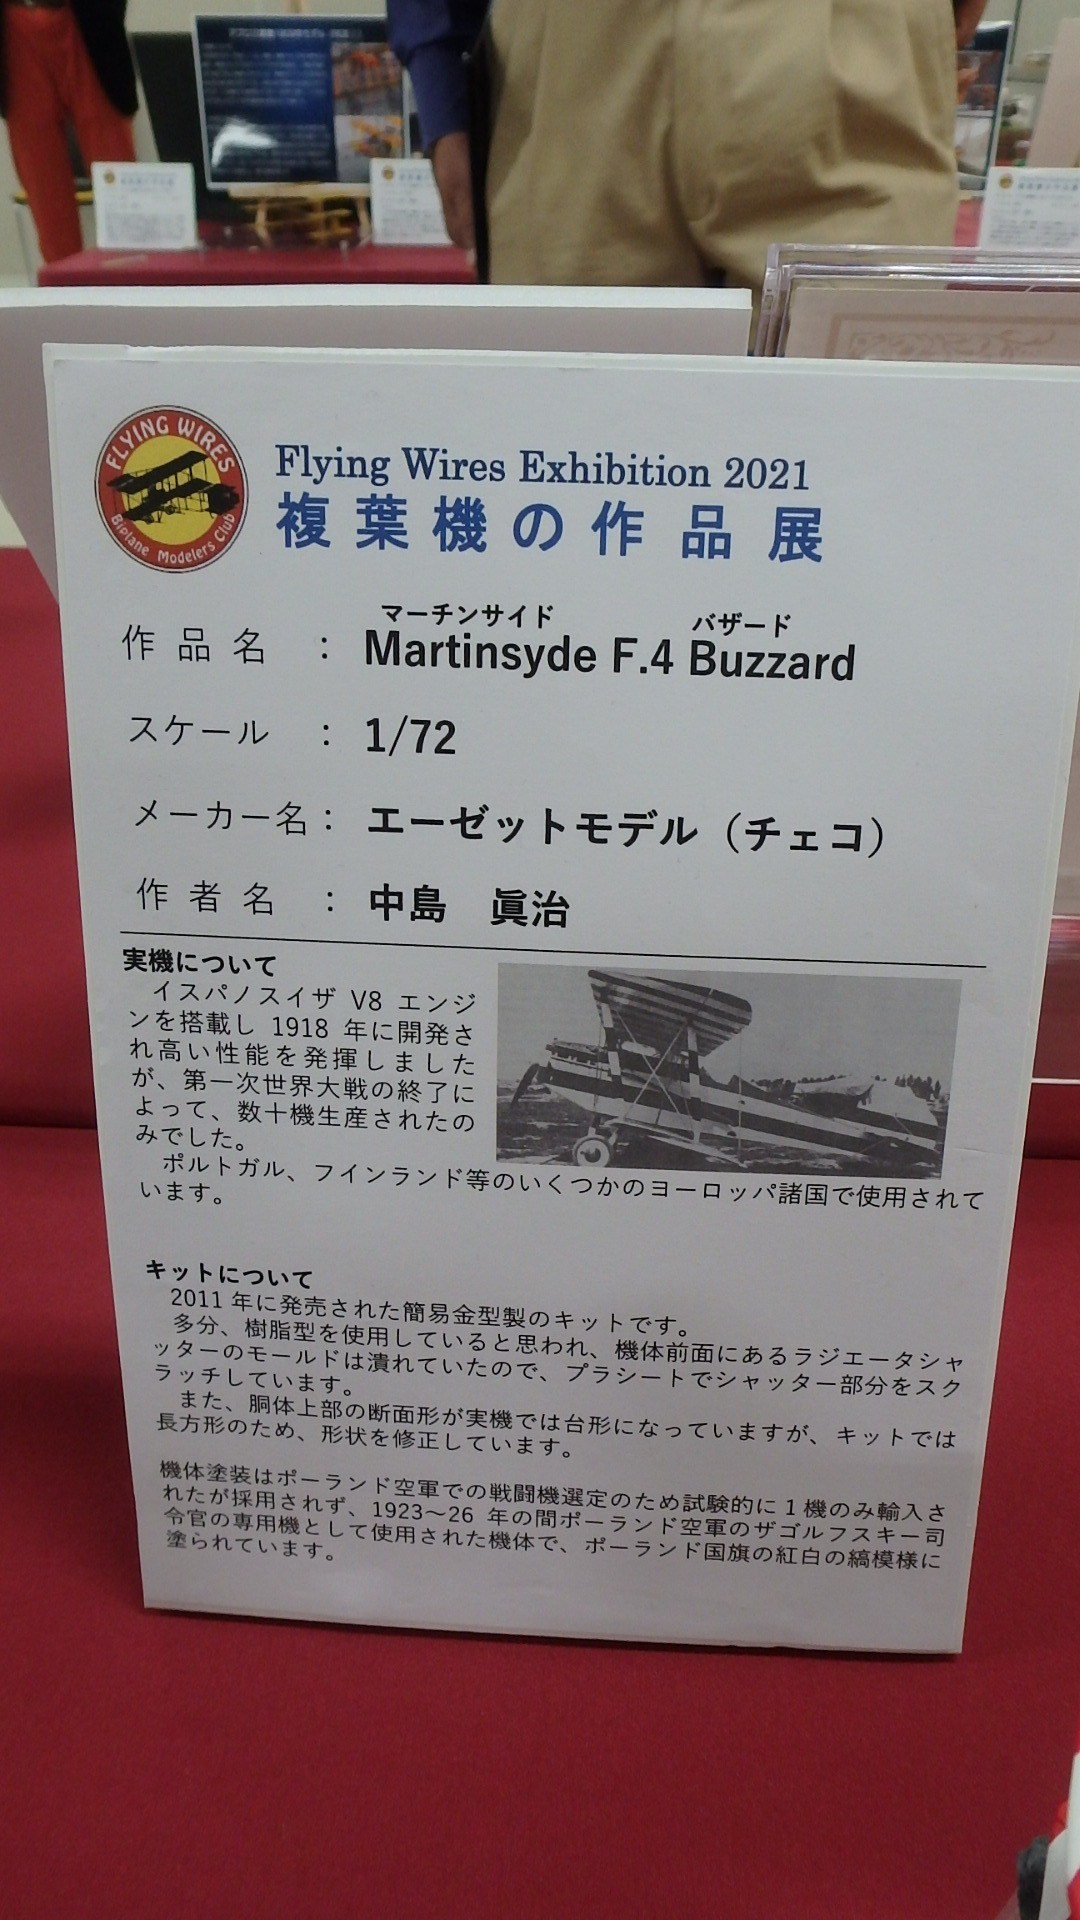 FLYING WIRES
Biplane Modelers Club
Flying Wires Exhibition 2021
複葉機の作品展
マーチンサイド バザード
作品名 : Martinsyde F.4 Buzzard
スケール : 1/72
メーカー名: エーゼットモデル（チェコ）
作者名 : 中島 眞治
実機について
イスパノスイザ V8 エンジ
ンを搭載し 1918 年に開発さ
れ高い性能を発揮しました
が、第一次世界大戦の終了に
よって、数十機生産されたの
みでした。
ポルトガル、フインランド等のいくつかのヨーロッパ諸国で使用されて
います。
キットについて
2011 年に発売された簡易金型製のキットです。
多分、樹脂型を使用していると思われ、機体前面にあるラジエータシャ
ッターのモールドは潰れていたので、プラシートでシャッター部分をスク
ラッチしています。
また、胴体上部の断面形が実機では台形になっていますが、キットでは
長方形のため、形状を修正しています。
機体塗装はポーランド空軍での戦闘機選定のため試験的に 1 機のみ輸入さ
れたが採用されず、1923～26 年の間ポーランド空軍のザゴルフスキー司
令官の専用機として使用された機体で、ポーランド国旗の紅白の縞模様に
塗られています。